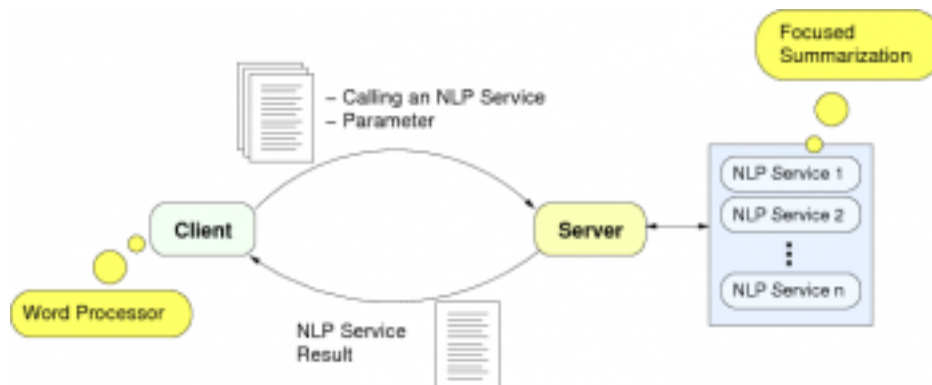 Focused
Summarization
– Calling an NLP Service
– Parameter
NLP Service 1
NLP Service 2
Client
Server
NLP Service n
Word Processor
NLP Service
Result